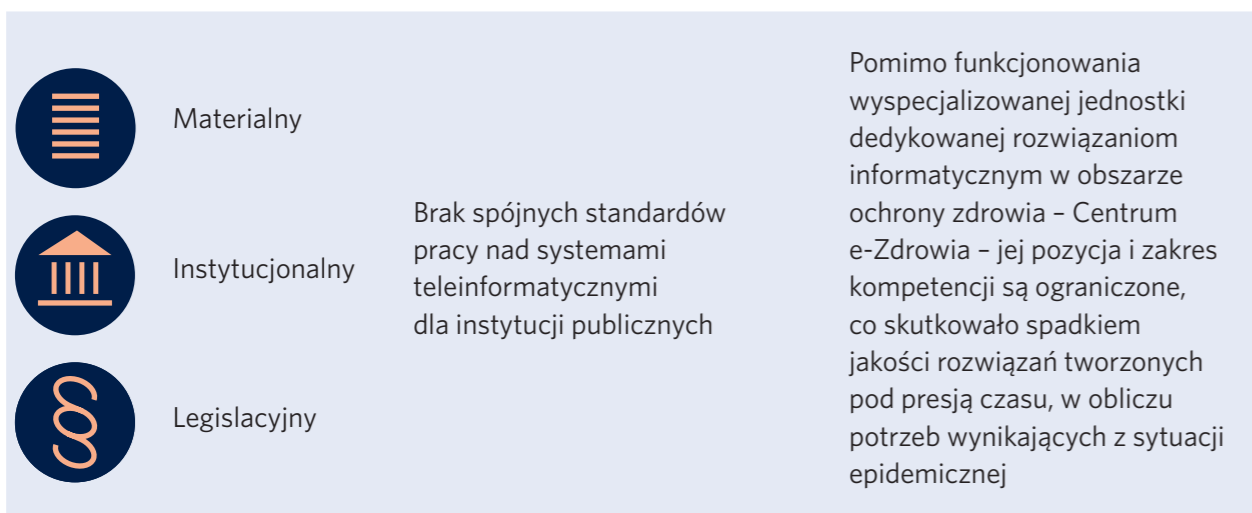 Materialny
Instytucjonalny
Legislacyjny
Brak spójnych standardów
pracy nad systemami
teleinformatycznymi
dla instytucji publicznych
Pomimo funkcjonowania
wyspecjalizowanej jednostki
dedykowanej rozwiązaniom
informatycznym w obszarze
ochrony zdrowia – Centrum
e-Zdrowia – jej pozycja i zakres
kompetencji są ograniczone,
co skutkowało spadkiem
jakości rozwiązań tworzonych
pod presją czasu, w obliczu
potrzeb wynikających z sytuacji
epidemicznej